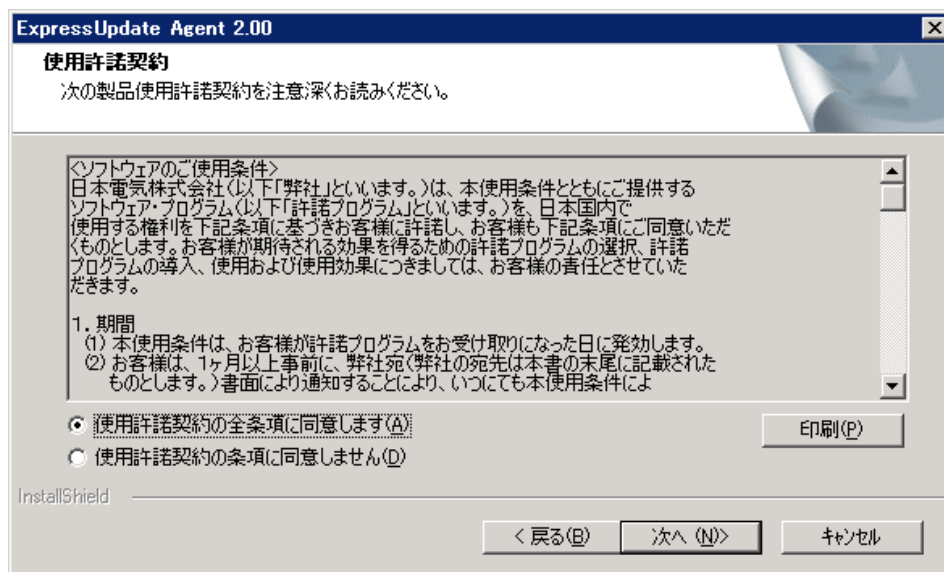 ExpressUpdate Agent 2.00
使用許諾契約
次の製品使用許諾契約を注意深くお読みください。
<ソフトウェアのご使用条件>
日本電気株式会社(以下「弊社」といいます。)は、本使用条件とともにご提供する
ソフトウェア・プログラム(以下「許諾プログラム」といいます。)を、日本国内で
使用する権利を下記条項に基づきお客様に許諾し、お客様も下記条項にご同意いただ
くものとします。お客様が期待される効果を得るための許諾プログラムの選択、許諾
プログラムの導入、使用および使用効果につきましては、お客様の責任とさせていた
だきます。
1. 期間
(1) 本使用条件は、お客様が許諾プログラムをお受け取りになった日に発効します。
(2) お客様は、1ヶ月以上事前に、弊社宛(弊社の宛先は本書の末尾に記載された
ものとします。)書面により通知することにより、いつにても本使用条件によ
使用許諾契約の全条項に同意します(A)
印刷(P)
使用許諾契約の条項に同意しません(D)
InstallShield
< 戻る(B)
次へ (N)>
キャンセル